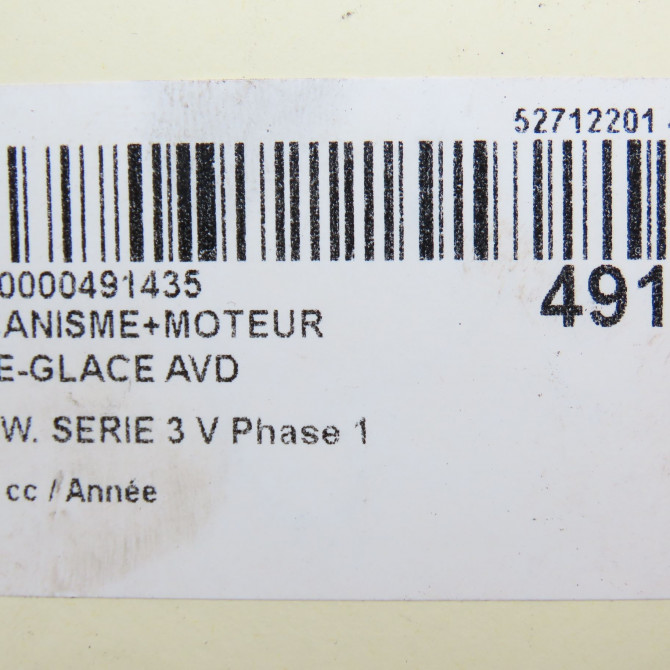 52712201
0000491435
491
ANISME+MOTEUR
E-GLACE AVD
W. SERIE 3 V Phase 1
cc / Année